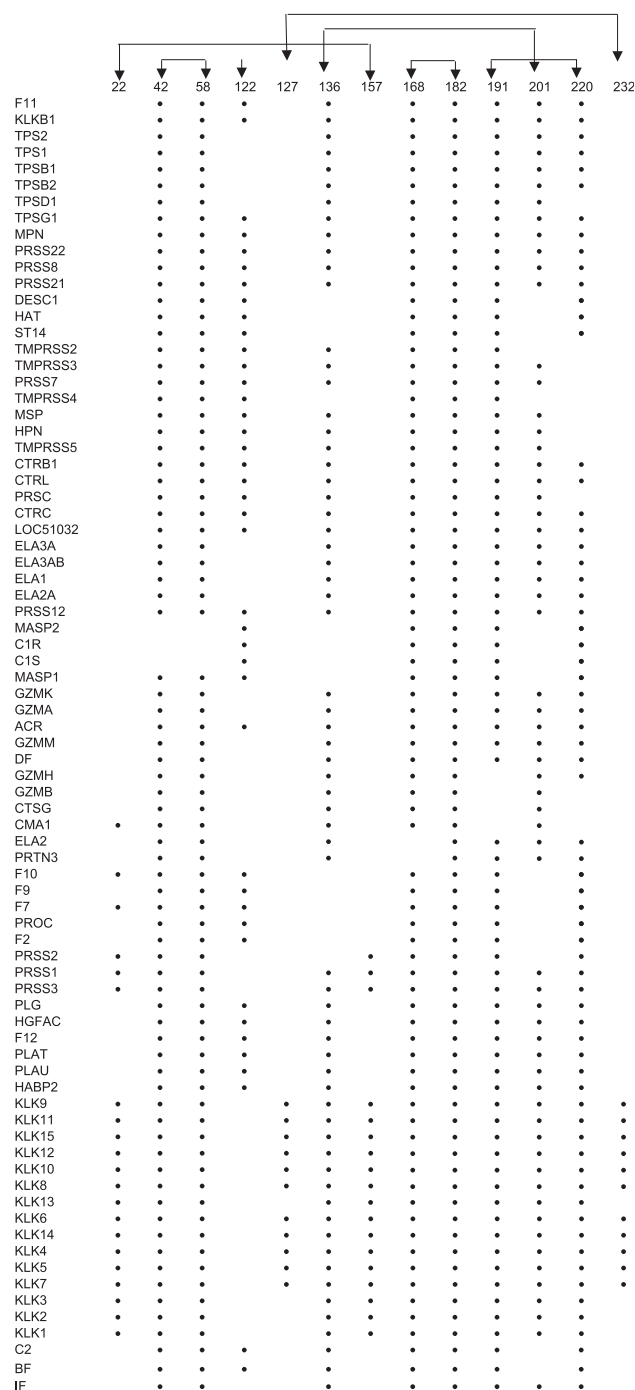 22 42 58 122 127 136 157 168 182 191 201 220 232
F11
KLKB1
TPS2
TPS1
TPSB1
TPSB2
TPSD1
TPSG1
MPN
PRSS22
PRSS8
PRSS21
DESC1
HAT
ST14
TMPRSS2
TMPRSS3
PRSS7
TMPRSS4
MSP
HPN
TMPRSS5
CTRB1
CTRL
PRSC
CTRC
LOC51032
ELA3A
ELA3AB
ELA1
ELA2A
PRSS12
MASP2
C1R
C1S
MASP1
GZMK
GZMA
ACR
GZMM
DF
GZMH
GZMB
CTSG
CMA1
ELA2
PRTN3
F10
F9
F7
PROC
F2
PRSS2
PRSS1
PRSS3
PLG
HGFAC
F12
PLAT
PLAU
HABP2
KLK9
KLK11
KLK15
KLK12
KLK10
KLK8
KLK13
KLK6
KLK14
KLK4
KLK5
KLK7
KLK3
KLK2
KLK1
C2
BF
IF